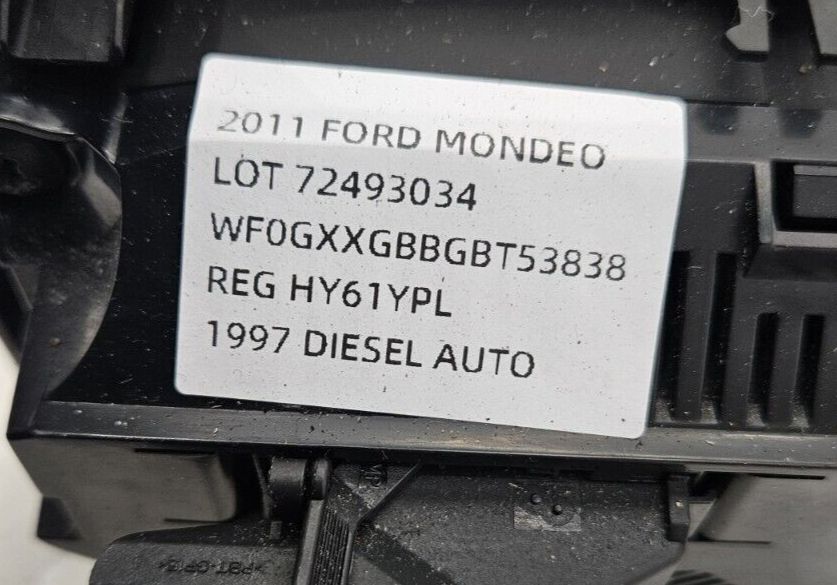 2011 FORD MONDEO
LOT 72493034
WF0GXXGBBGBT53838
REG HY61YPL
1997 DIESEL AUTO